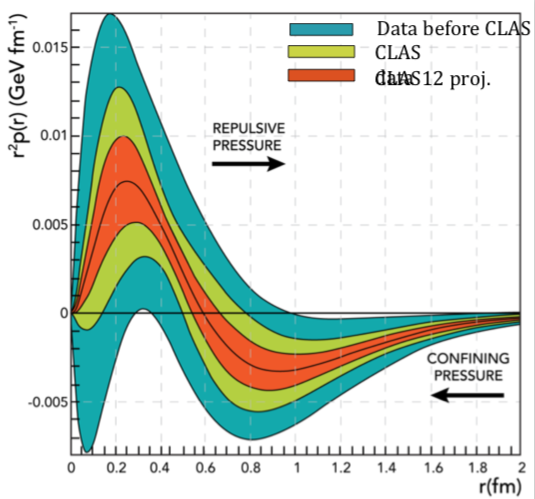 r²p(r) (GeV fm⁻¹)
0.015
0.01
0.005
0
-0.005
Data before CLAS
CLAS
data
CLAS12 proj.
REPULSIVE
PRESSURE
CONFINING
PRESSURE
0 0.2 0.4 0.6 0.8 1 1.2 1.4 1.6 1.8 2
r(fm)